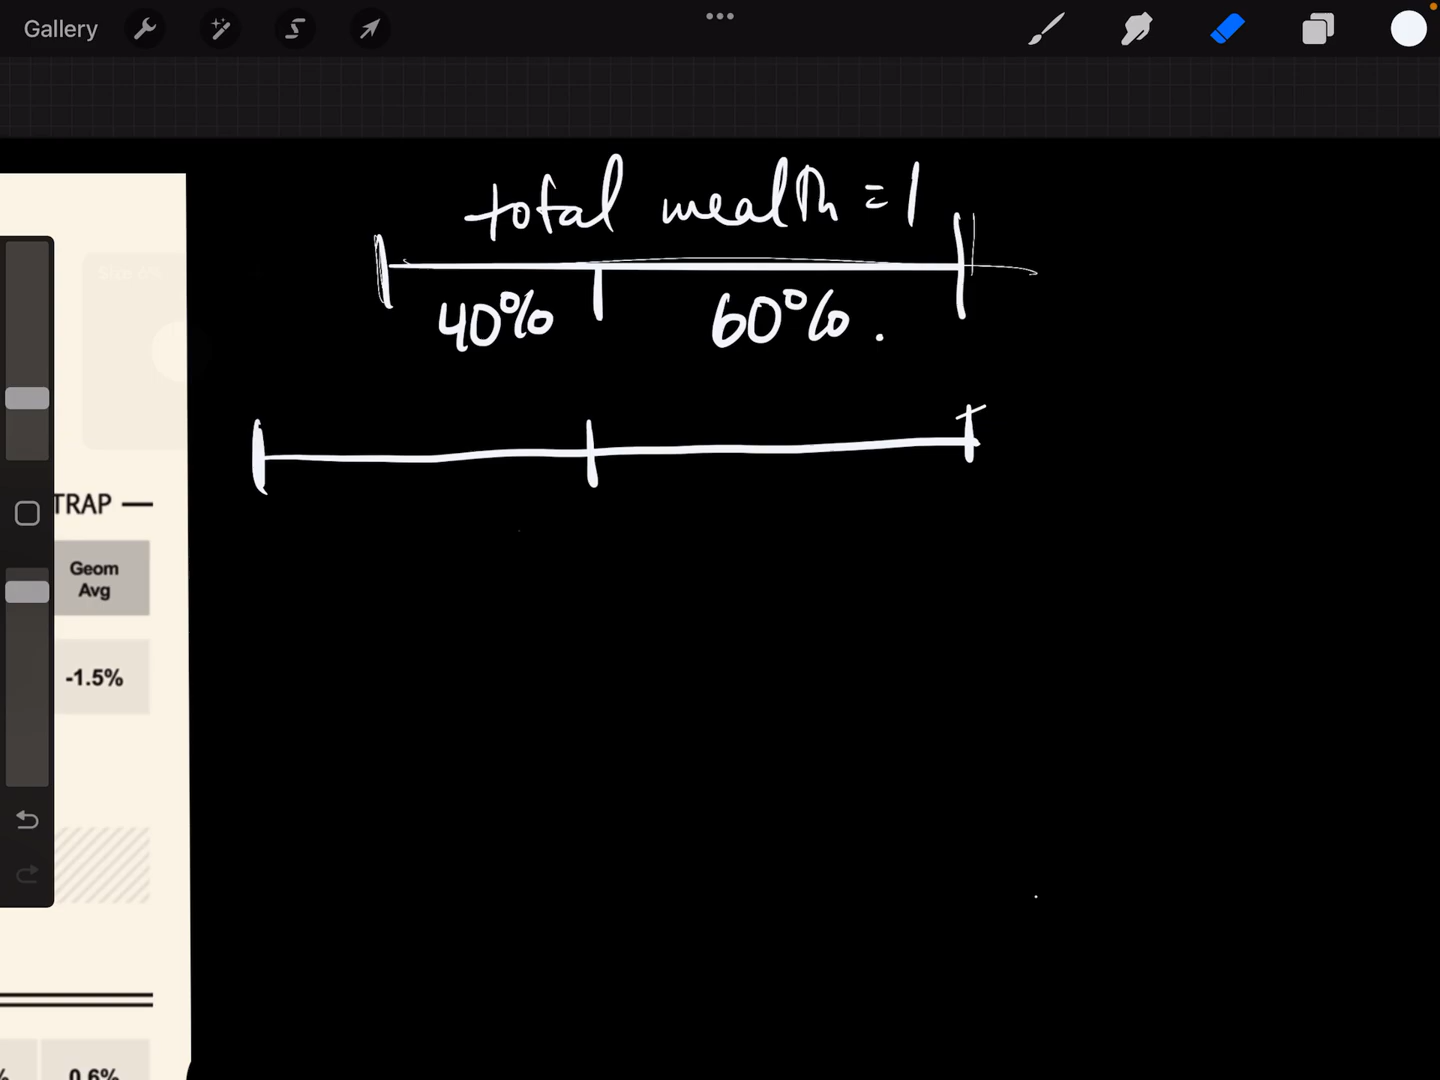 Gallery
total wealth = 1
40% 60% .
TRAP —
Geom
Avg
-1.5%
% 0.6%